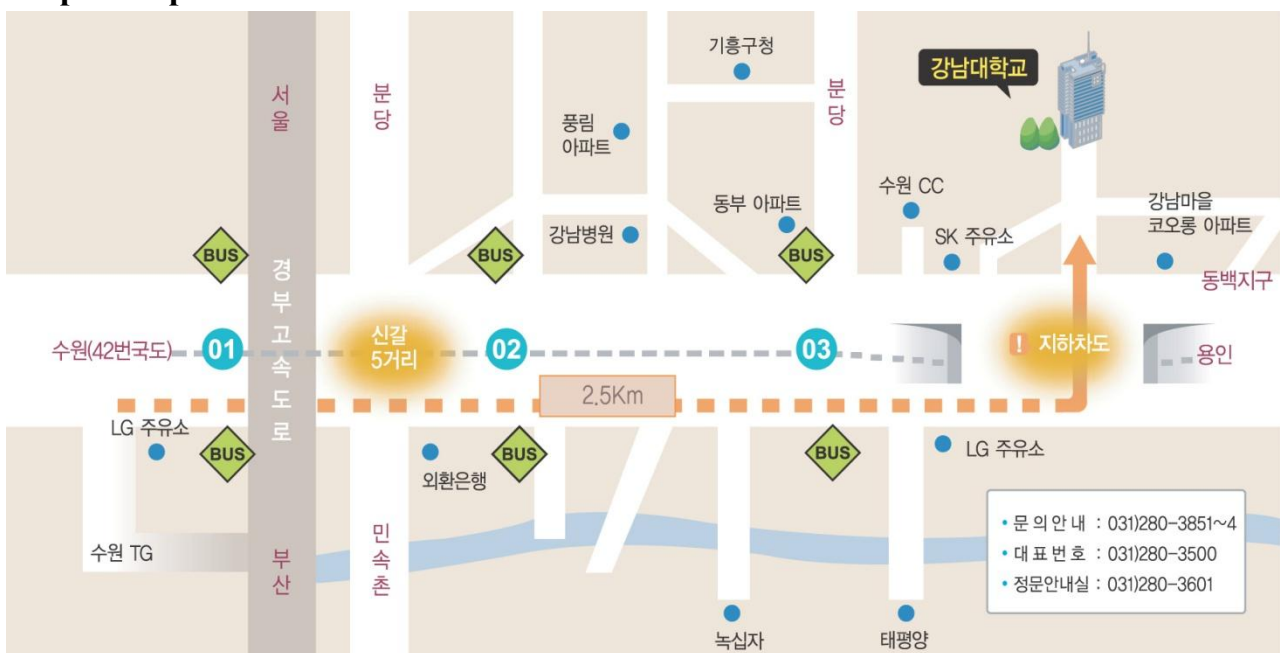 기흥구청
강남대학교
서울
분당
분당
풍림
아파트
수원 CC
강남마을
코오롱 아파트
동부 아파트
강남병원
SK 주유소
BUS
BUS
BUS
동백지구
경부고속도로
수원(42번국도)
01
신갈
5거리
02
03
! 지하차도
용인
2.5Km
LG 주유소
BUS
BUS
BUS
LG 주유소
외환은행
수원 TG
부산
민속촌
• 문의안내 : 031)280-3851~4
• 대표번호 : 031)280-3500
• 정문안내실 : 031)280-3601
녹십자
태평양